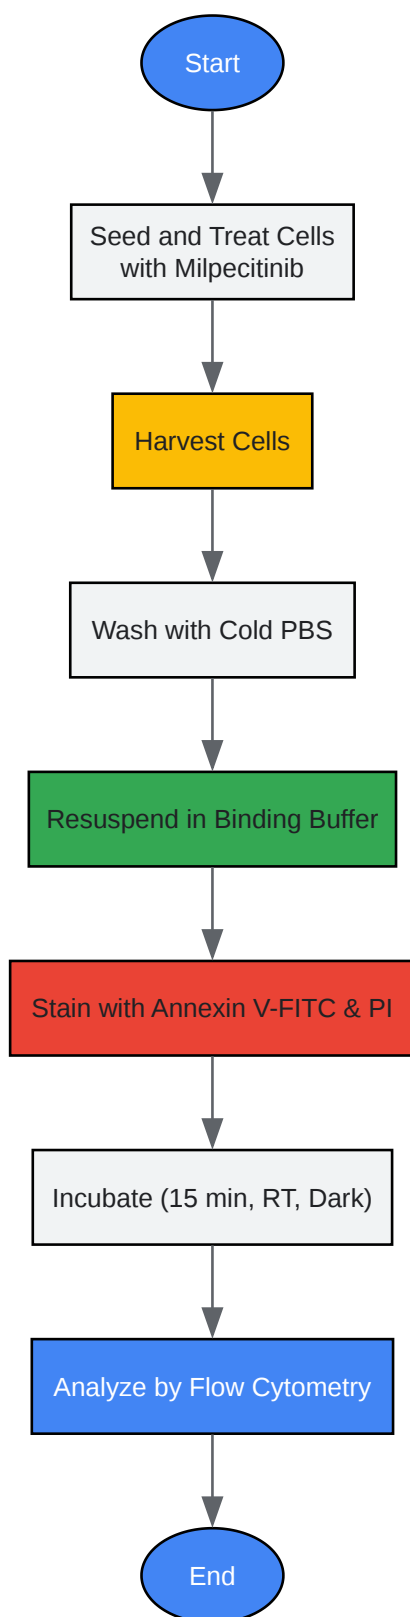 Start
Seed and Treat Cells
with Milpecitinib
Harvest Cells
Wash with Cold PBS
Resuspend in Binding Buffer
Stain with Annexin V-FITC & PI
Incubate (15 min, RT, Dark)
Analyze by Flow Cytometry
End